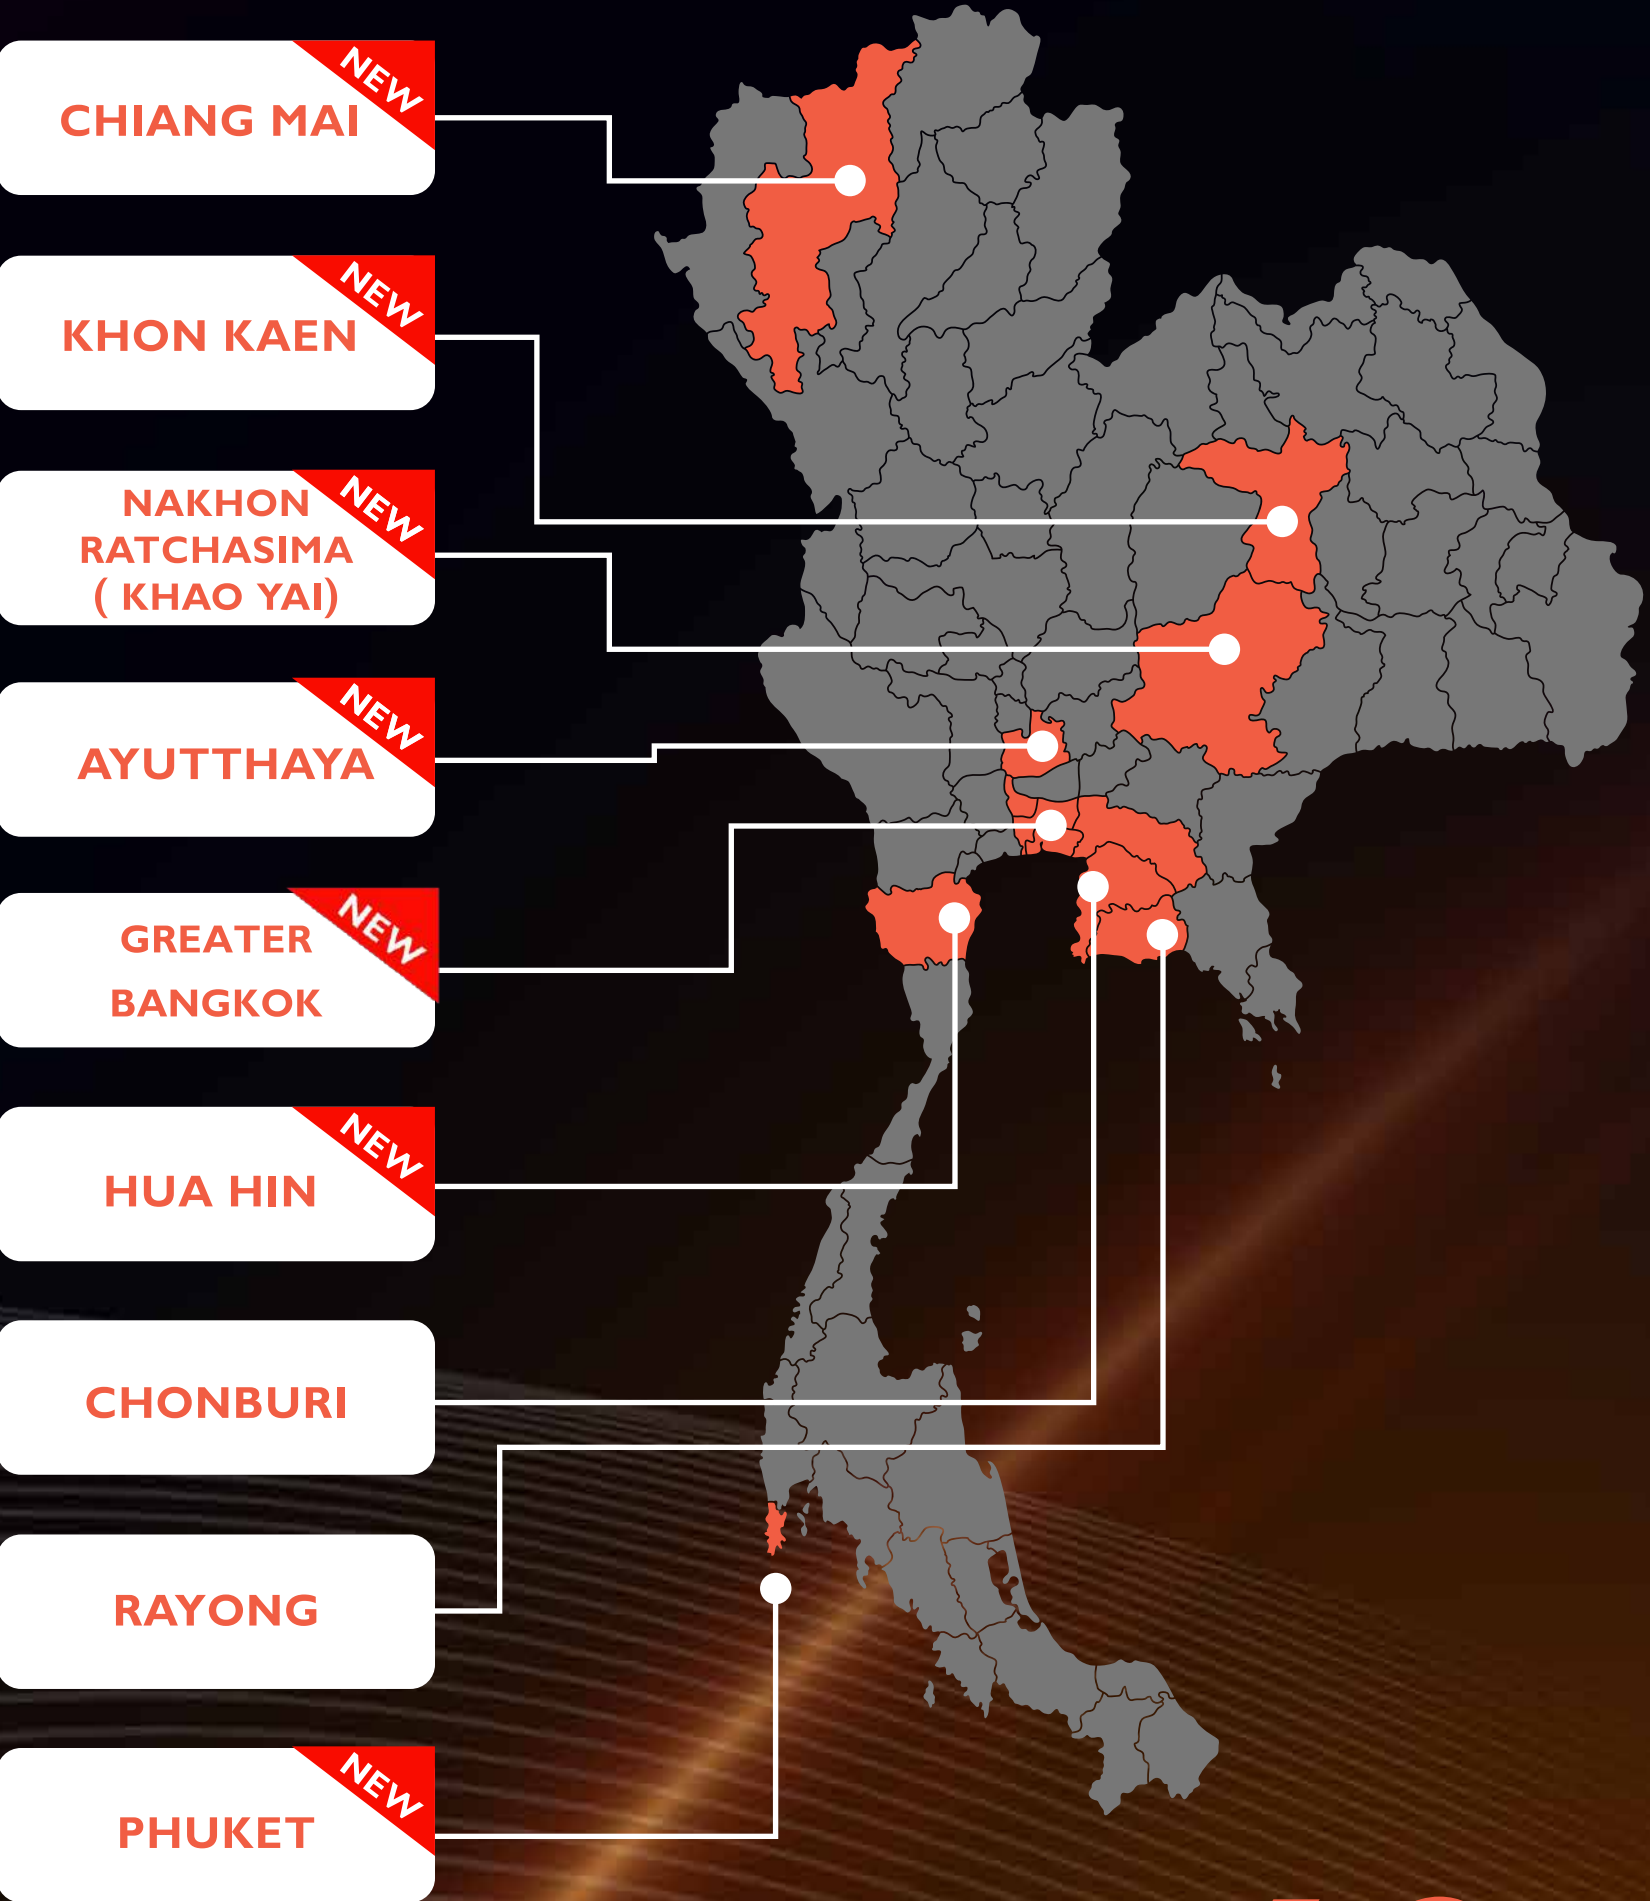 NEW
CHIANG MAI
NEW
KHON KAEN
NEW
NAKHON
RATCHASIMA
( KHAO YAI)
NEW
AYUTTHAYA
NEW
GREATER
BANGKOK
NEW
HUA HIN
CHONBURI
RAYONG
NEW
PHUKET